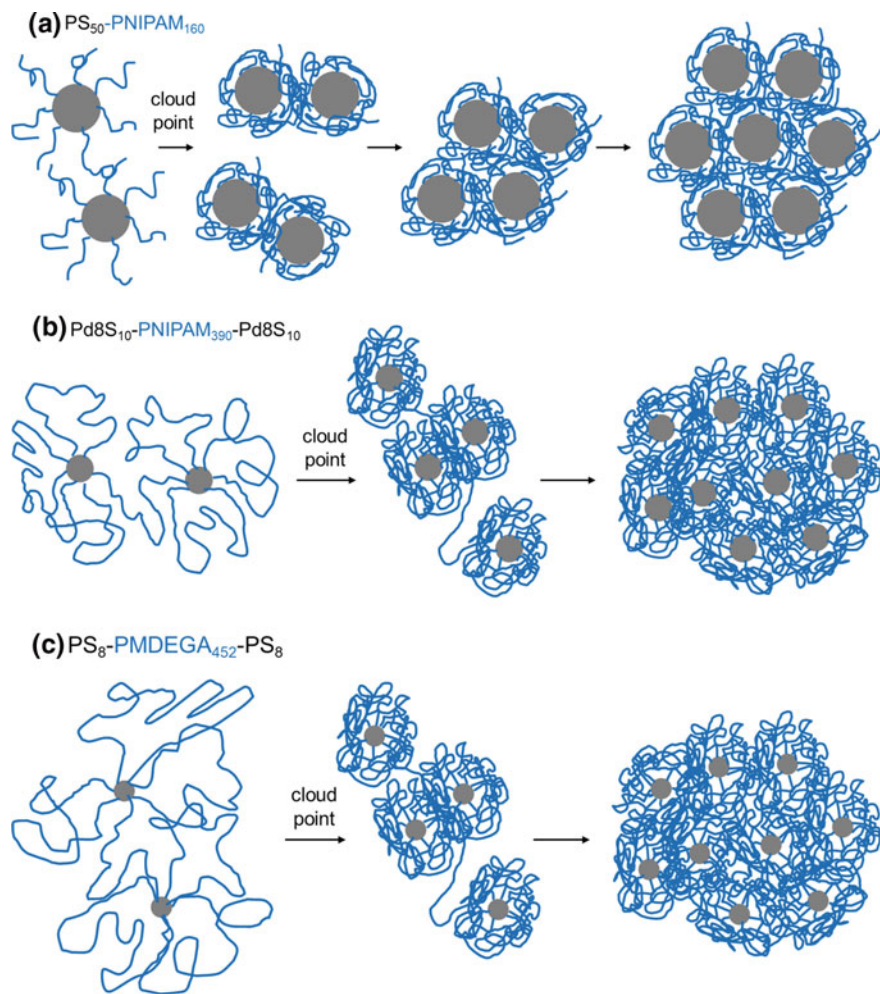 (a) PS₅₀-PNIPAM₁₆₀
cloud
point
(b) Pd8S₁₀-PNIPAM₃₉₀-Pd8S₁₀
cloud
point
(c) PS₈-PMDEGA₄₅₂-PS₈
cloud
point